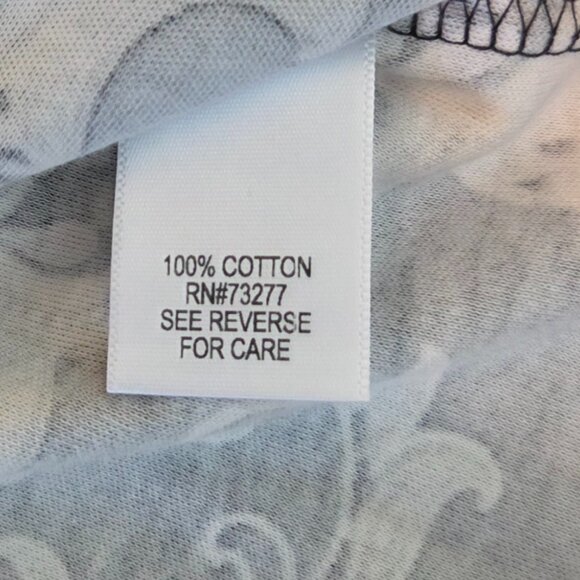 100% COTTON
RN#73277
SEE REVERSE
FOR CARE